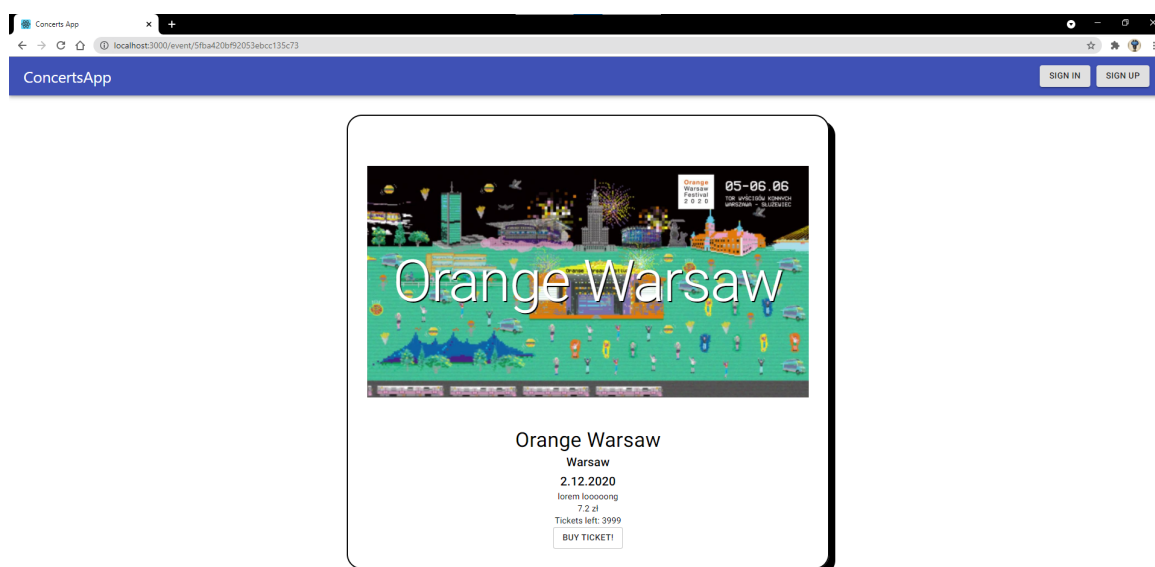 Concerts App
localhost:3000/event/5fba420bf92053ebcc135c73
ConcertsApp
SIGN IN
SIGN UP
Orange
Warsaw
Festival
2020
05-06.06
TOR WYŚCIGÓW KONNYCH
WARSZAWA - SŁUŻEWIEC
Orange Warsaw
Orange Warsaw
Warsaw
2.12.2020
lorem looooong
7.2 zł
Tickets left: 3999
BUY TICKET!